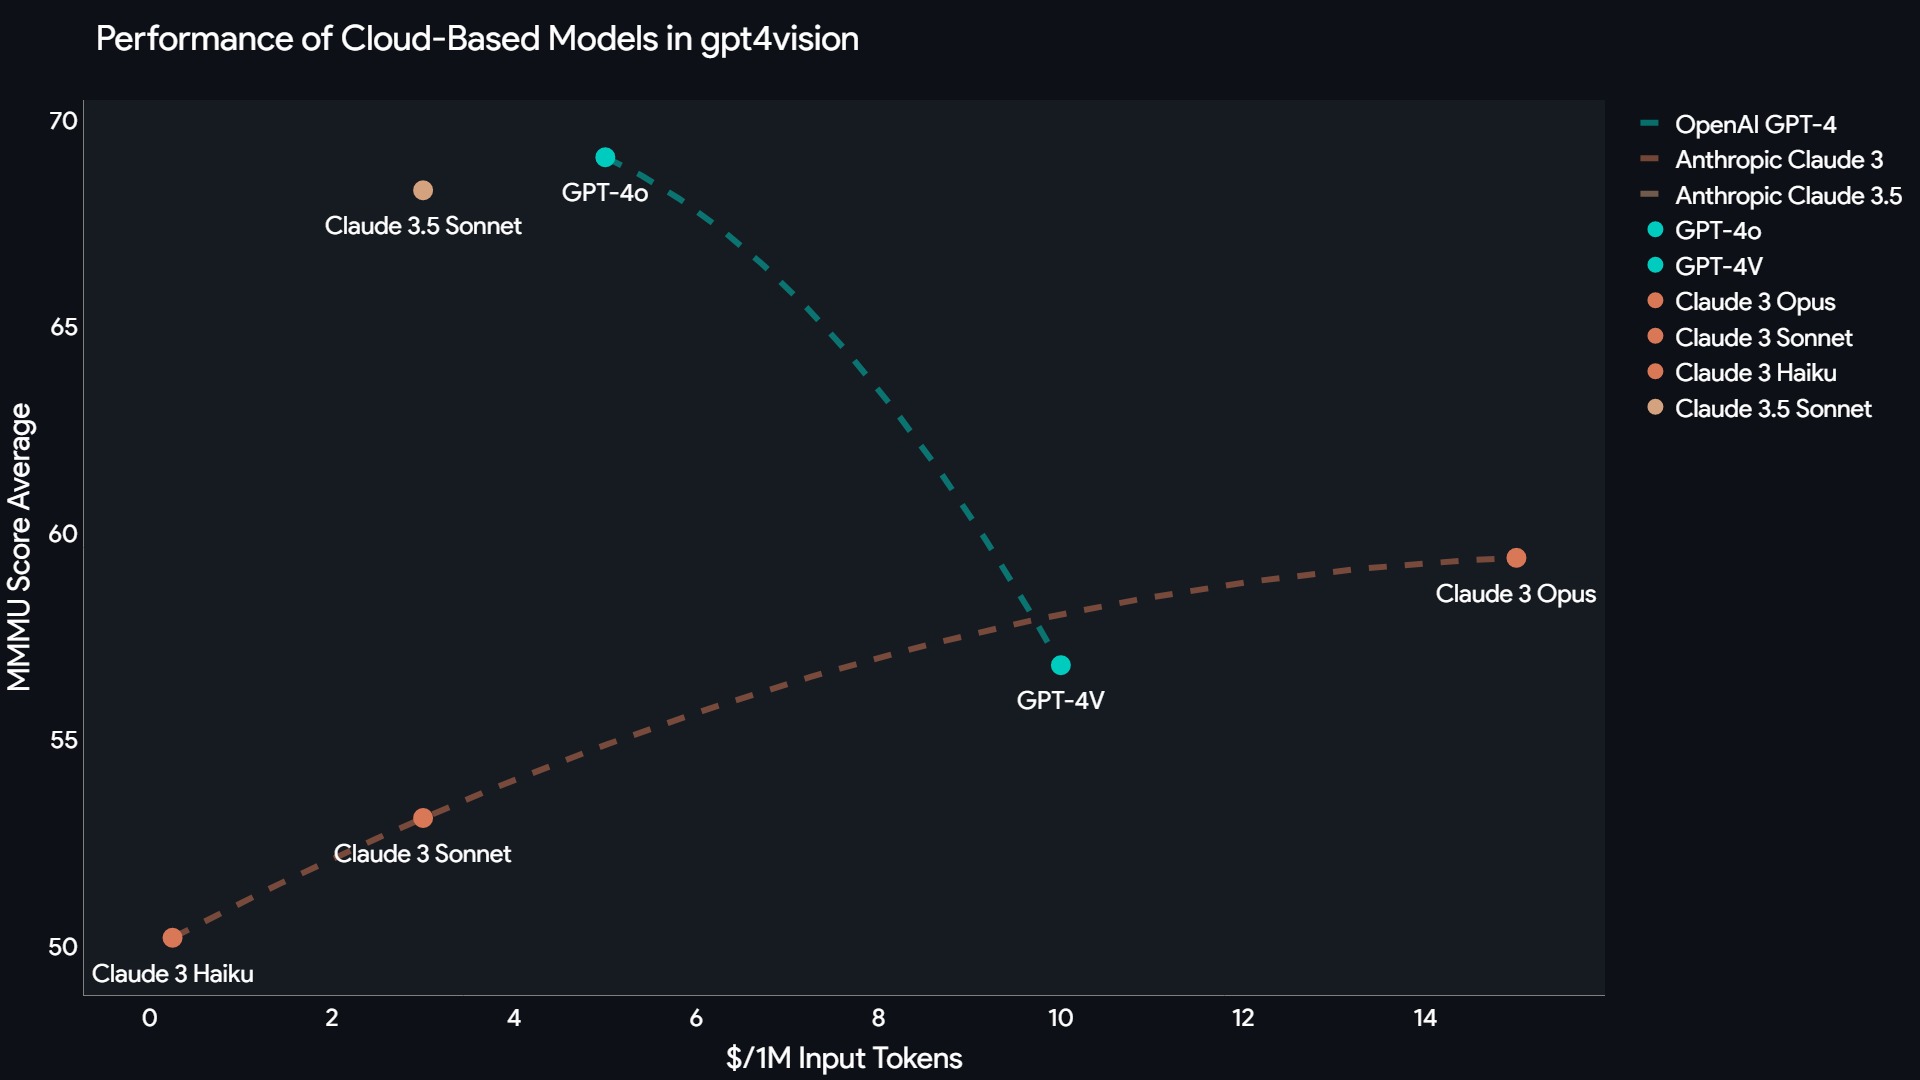 Performance of Cloud-Based Models in gpt4vision
70
65
60
55
50
MMMU Score Average
GPT-4o
Claude 3.5 Sonnet
Claude 3 Opus
GPT-4V
Claude 3 Sonnet
Claude 3 Haiku
0 2 4 6 8 10 12 14
$/1M Input Tokens
OpenAI GPT-4
Anthropic Claude 3
Anthropic Claude 3.5
GPT-4o
GPT-4V
Claude 3 Opus
Claude 3 Sonnet
Claude 3 Haiku
Claude 3.5 Sonnet